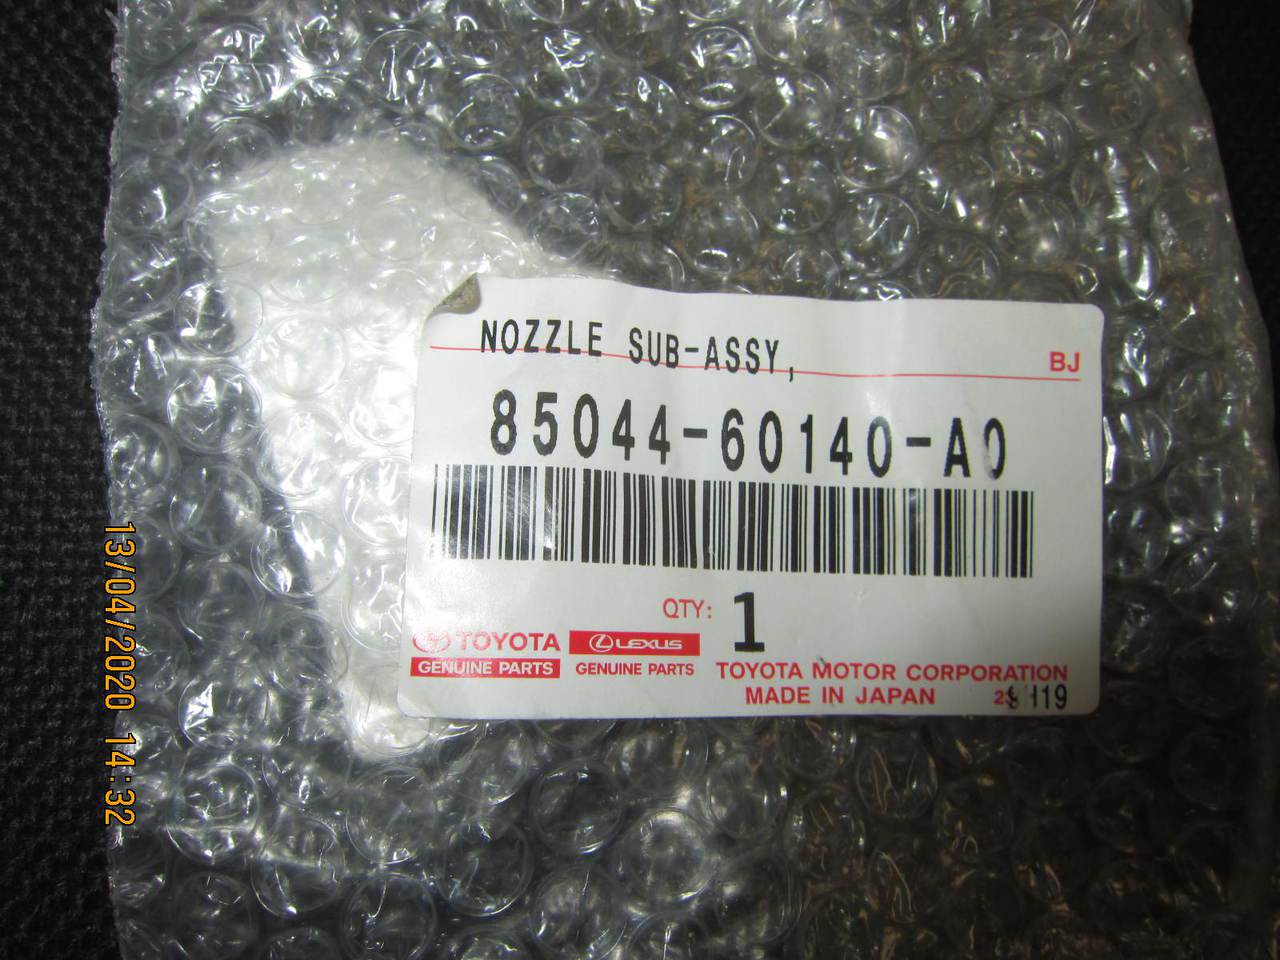 NOZZLE SUB-ASSY,
BJ
85044-60140-A0
QTY: 1
TOYOTA LEXUS
GENUINE PARTS GENUINE PARTS
TOYOTA MOTOR CORPORATION
MADE IN JAPAN
13/04/2020 14:32